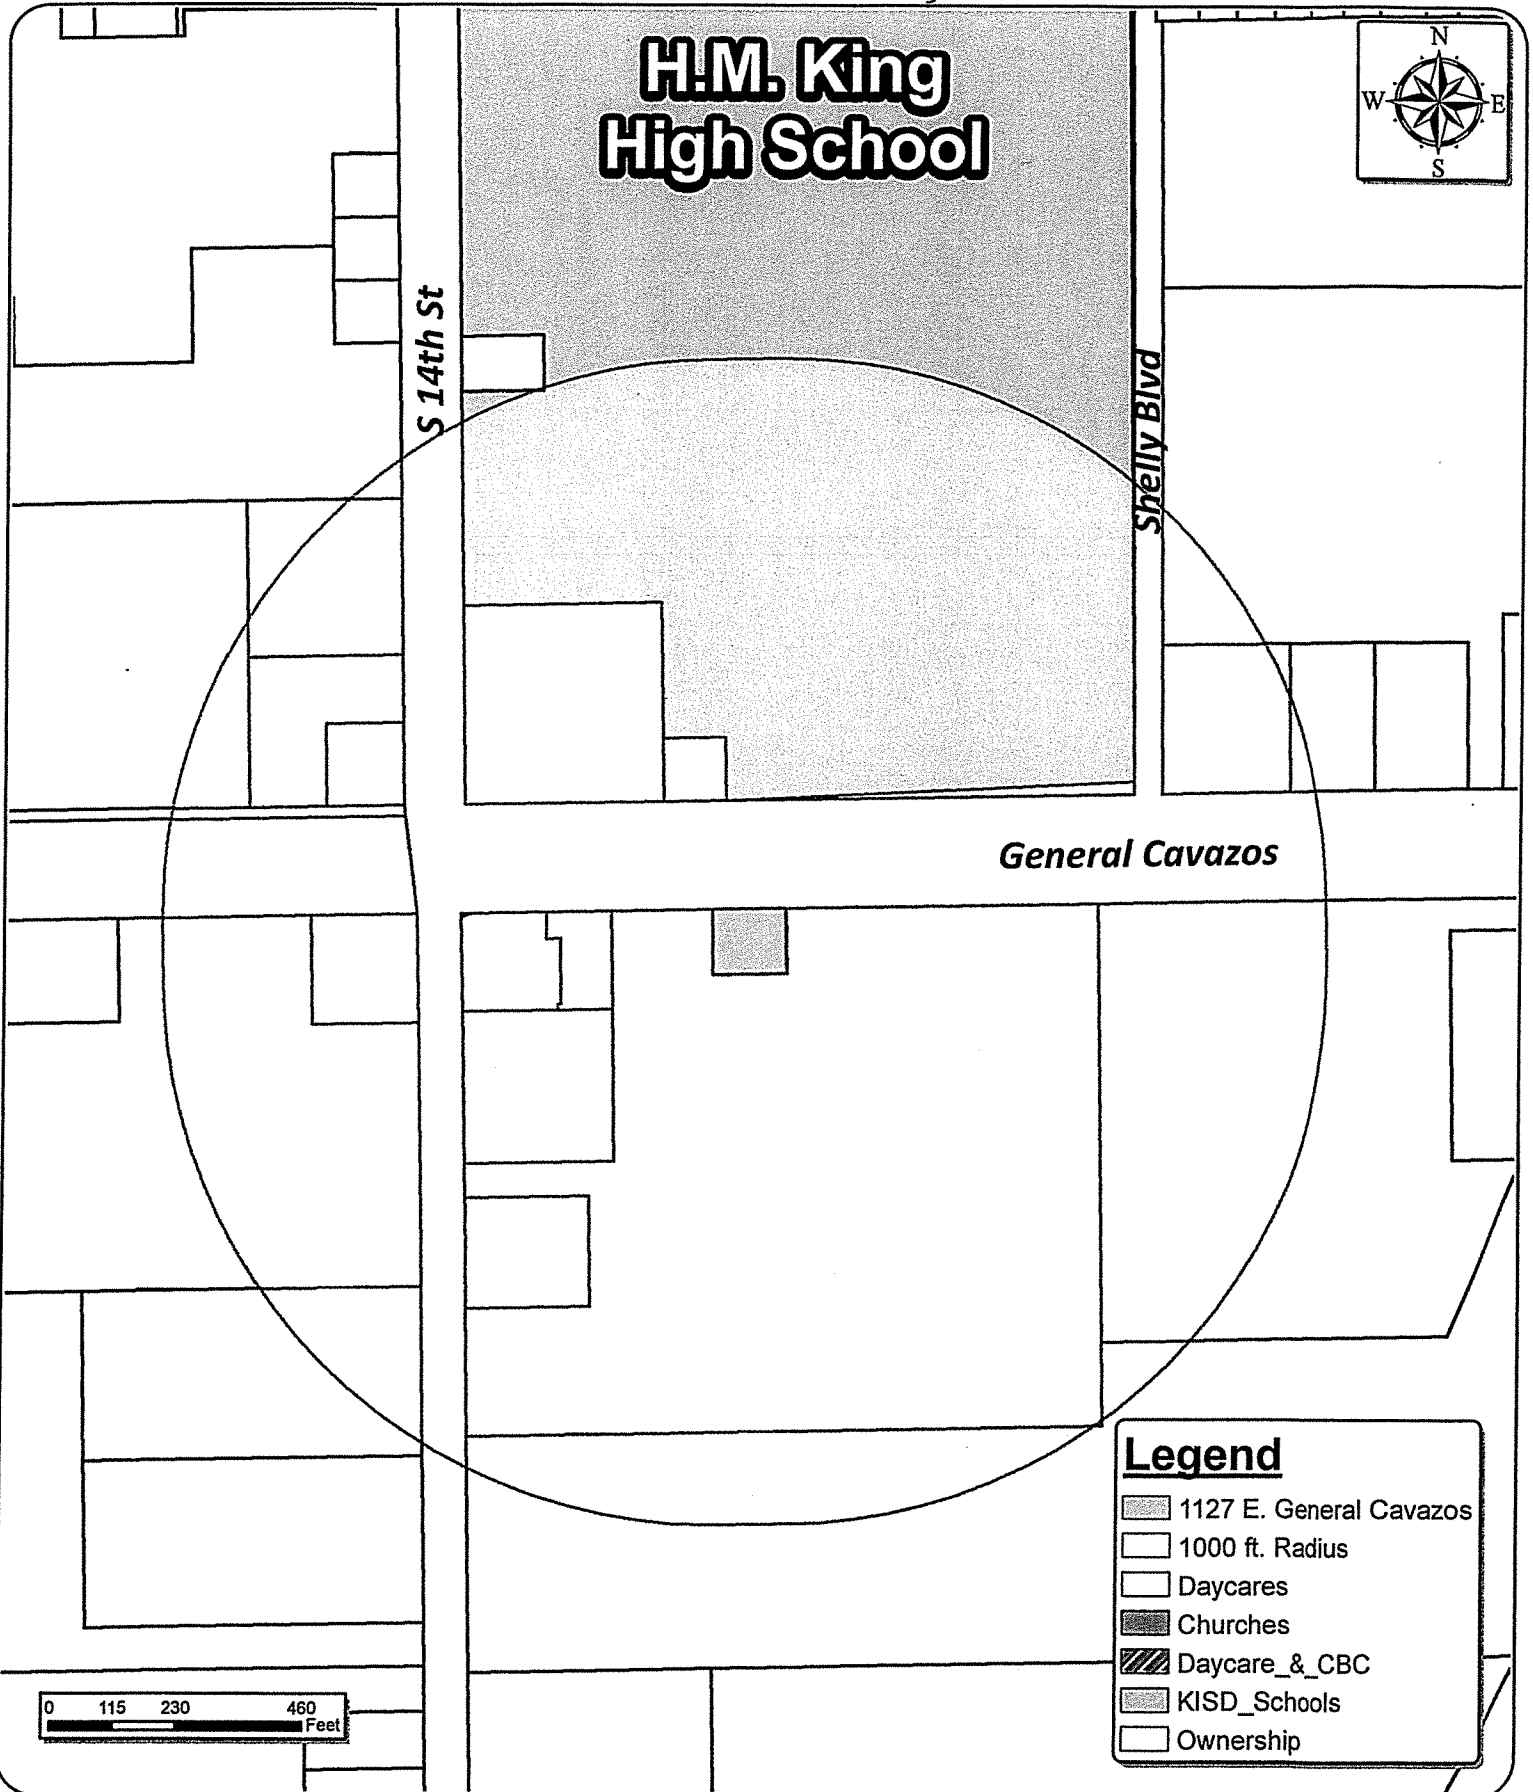 H.M. King
High School
N
W E
S
S 14th St
Shelly Blvd
General Cavazos
Legend
1127 E. General Cavazos
1000 ft. Radius
Daycares
Churches
Daycare_&_CBC
KISD_Schools
Ownership
0 115 230 460
Feet